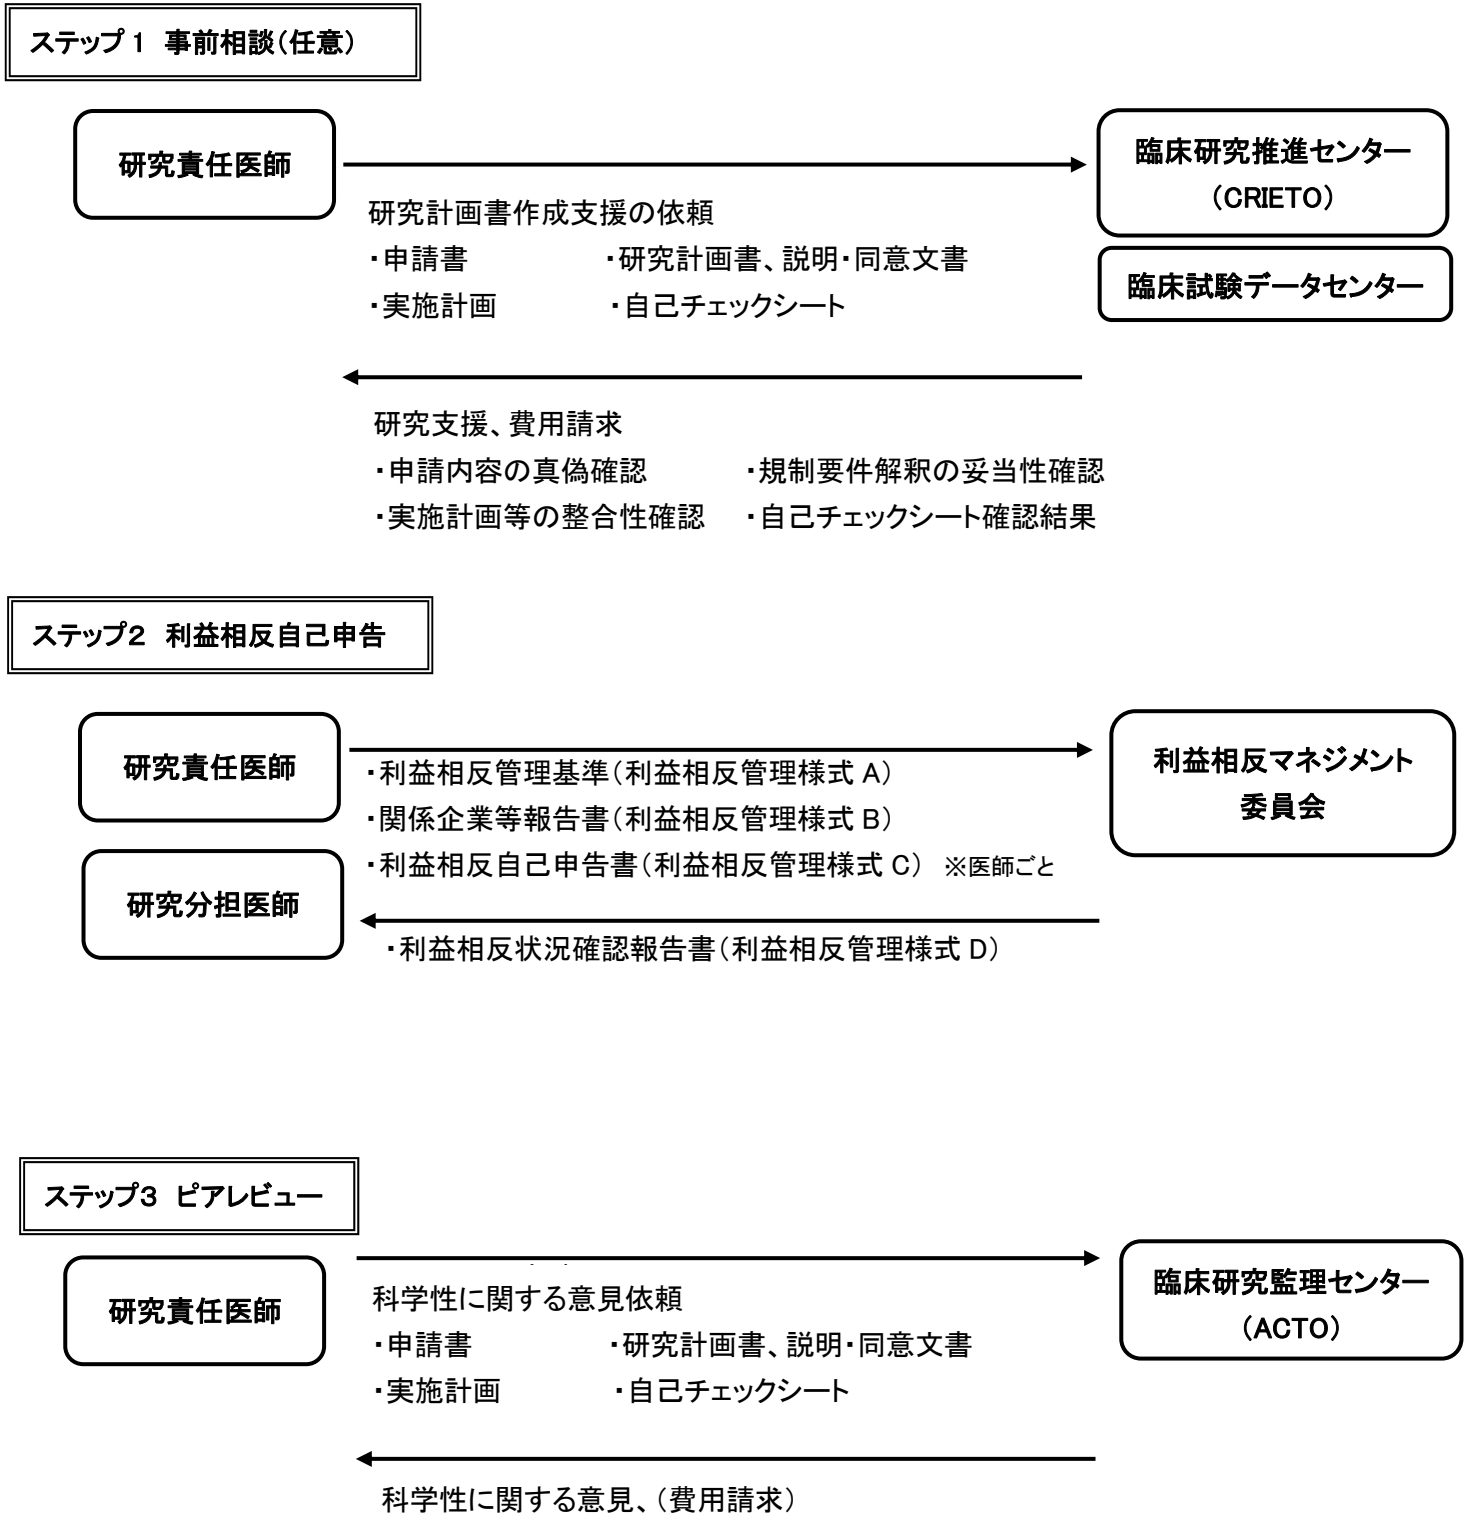 ステップ1 事前相談（任意）
研究責任医師
臨床研究推進センター
（CRIETO）
臨床試験データセンター
研究計画書作成支援の依頼
・申請書 ・研究計画書、説明・同意文書
・実施計画 ・自己チェックシート
研究支援、費用請求
・申請内容の真偽確認 ・規制要件解釈の妥当性確認
・実施計画等の整合性確認 ・自己チェックシート確認結果
ステップ２ 利益相反自己申告
研究責任医師
研究分担医師
利益相反マネジメント
委員会
・利益相反管理基準（利益相反管理様式 A）
・関係企業等報告書（利益相反管理様式 B）
・利益相反自己申告書（利益相反管理様式 C） ※医師ごと
・利益相反状況確認報告書（利益相反管理様式 D）
ステップ３ ピアレビュー
研究責任医師
臨床研究監理センター
（ACTO）
科学性に関する意見依頼
・申請書 ・研究計画書、説明・同意文書
・実施計画 ・自己チェックシート
科学性に関する意見、（費用請求）